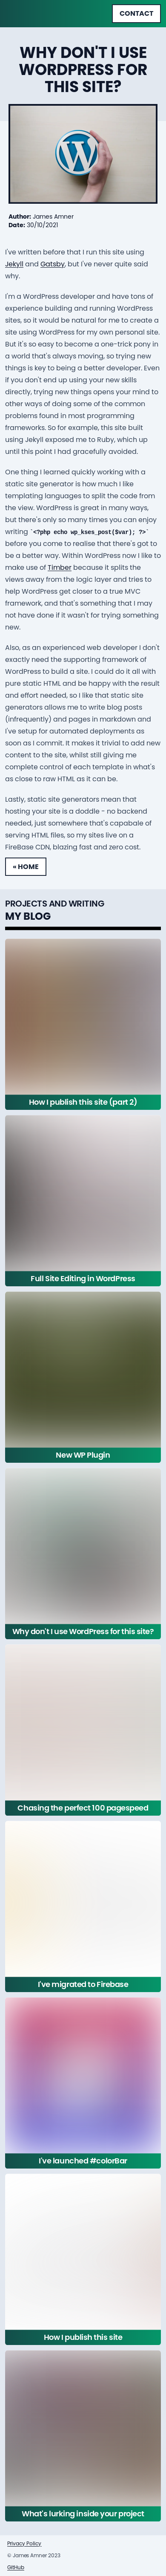 CONTACT
WHY DON'T I USE
WORDPRESS FOR
THIS SITE?
Author: James Amner
Date: 30/10/2021
I've written before that I run this site using
Jekyll and Gatsby, but I've never quite said
why.
I'm a WordPress developer and have tons of
experience building and running WordPress
sites, so it would be natural for me to create a
site using WordPress for my own personal site.
But it's so easy to become a one-trick pony in
a world that's always moving, so trying new
things is key to being a better developer. Even
if you don't end up using your new skills
directly, trying new things opens your mind to
other ways of doing some of the common
problems found in most programming
frameworks. So for example, this site built
using Jekyll exposed me to Ruby, which up
until this point I had gracefully avoided.
One thing I learned quickly working with a
static site generator is how much I like
templating languages to split the code from
the view. WordPress is great in many ways,
but there's only so many times you can enjoy
writing `<?php echo wp_kses_post($var); ?>`
before you come to realise that there's got to
be a better way. Within WordPress now I like to
make use of Timber because it splits the
views away from the logic layer and tries to
help WordPress get closer to a true MVC
framework, and that's something that I may
not have done if it wasn't for trying something
new.
Also, as an experienced web developer I don't
exactly need the supporting framework of
WordPress to build a site. I could do it all with
pure static HTML and be happy with the result
and effort needed, so I like that static site
generators allow me to write blog posts
(infrequently) and pages in markdown and
I've setup for automated deployments as
soon as I commit. It makes it trivial to add new
content to the site, whilst still giving me
complete control of each template in what's
as close to raw HTML as it can be.
Lastly, static site generators mean that
hosting your site is a doddle - no backend
needed, just somewhere that's capabale of
serving HTML files, so my sites live on a
FireBase CDN, blazing fast and zero cost.
« HOME
PROJECTS AND WRITING
MY BLOG
How I publish this site (part 2)
Full Site Editing in WordPress
New WP Plugin
Why don't I use WordPress for this site?
Chasing the perfect 100 pagespeed
I've migrated to Firebase
I've launched #colorBar
How I publish this site
What's lurking inside your project
Privacy Policy
© James Amner 2023
GitHub